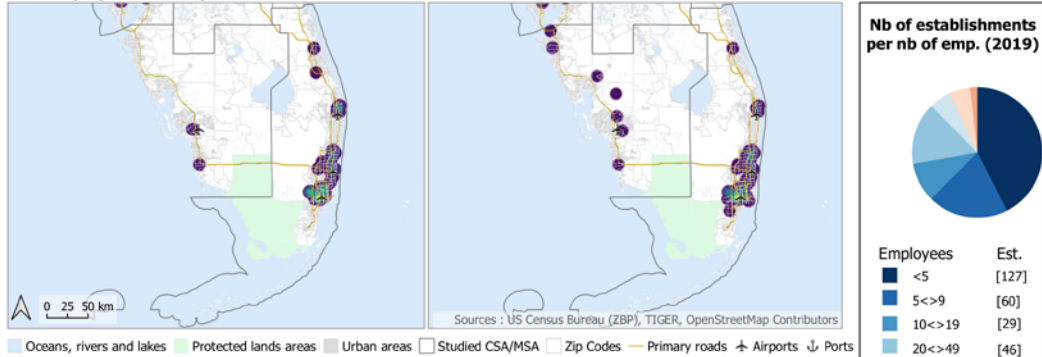 Nb of establishments
per nb of emp. (2019)
0 25 50 km
Sources : US Census Bureau (ZBP), TIGER, OpenStreetMap Contributors
Employees Est.
<5 [127]
5<>9 [60]
10<>19 [29]
20<>49 [46]
Oceans, rivers and lakes Protected lands areas Urban areas Studied CSA/MSA Zip Codes Primary roads Airports Ports